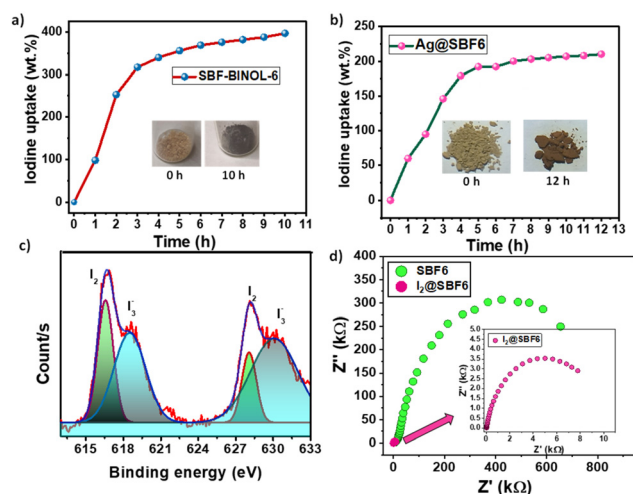 a)
400
300
200
100
0
Iodine uptake (wt.%)
SBF-BINOL-6
0 h
10 h
0 1 2 3 4 5 6 7 8 9 10 11
Time (h)
b)
250
200
150
100
50
0
Iodine uptake (wt.%)
Ag@SBF6
0 h
12 h
0 1 2 3 4 5 6 7 8 9 10 11 12 13
Time (h)
c)
Count/s
I2
I3-
I2
I3-
615 618 621 624 627 630 633
Binding energy (eV)
d)
400
350
300
250
200
150
100
50
0
Z'' (kΩ)
SBF6
I2@SBF6
5.0
4.5
4.0
3.5
3.0
2.5
2.0
1.5
1.0
0.5
0.0
Z'' (kΩ)
I2@SBF6
0 2 4 6 8 10
Z' (kΩ)
0 200 400 600 800
Z' (kΩ)